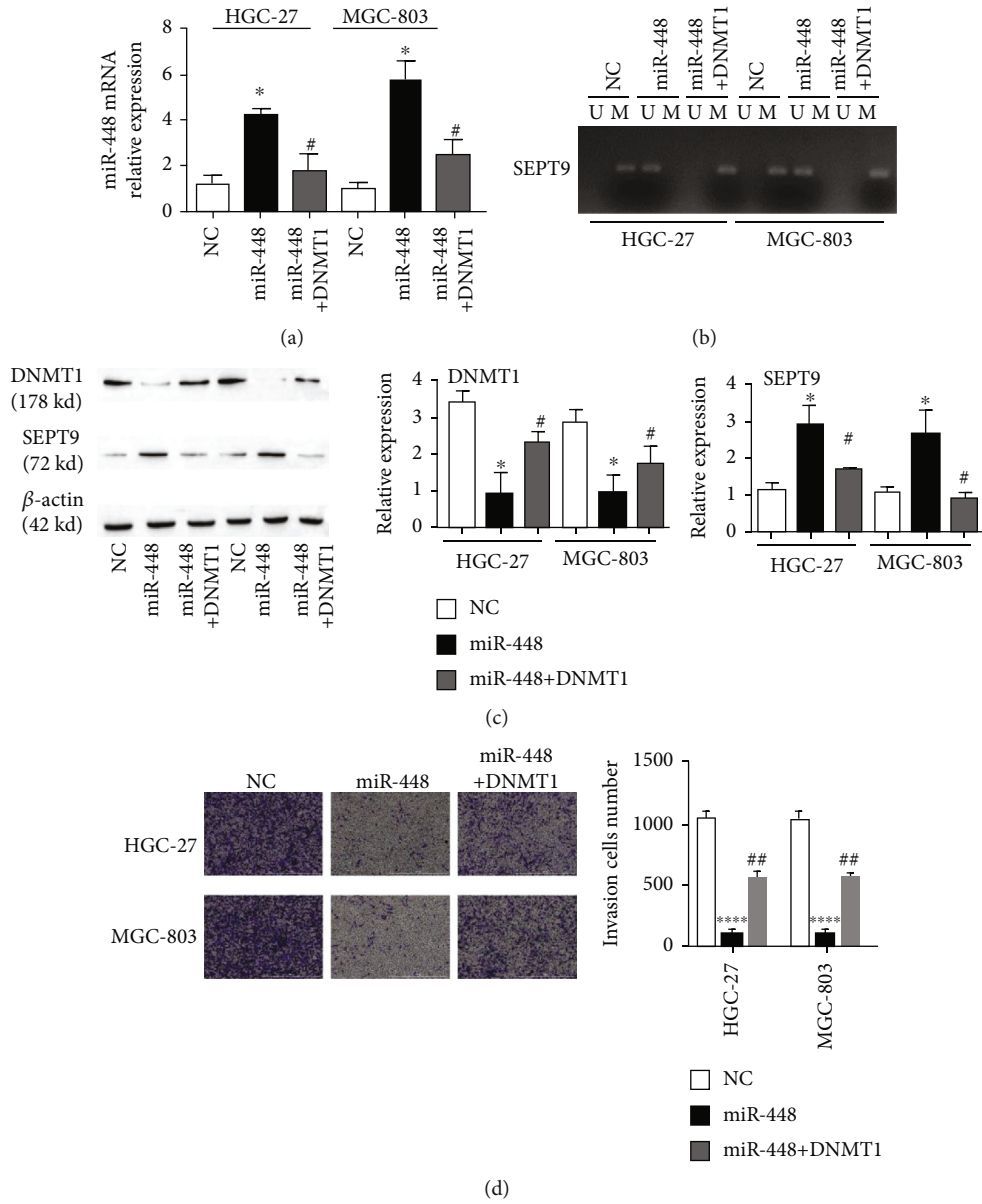 HGC-27 MGC-803
8
6
4
2
0
miR-448 mRNA
relative expression
*
#
*
#
NC
miR-448
miR-448
+DNMT1
NC
miR-448
miR-448
+DNMT1
(a)
NC
miR-448
miR-448
+DNMT1
NC
miR-448
miR-448
+DNMT1
U M U M U M U M U M U M
SEPT9
HGC-27 MGC-803
(b)
DNMT1
(178 kd)
SEPT9
(72 kd)
β-actin
(42 kd)
NC
miR-448
miR-448
+DNMT1
NC
miR-448
miR-448
+DNMT1
Relative expression
4
3
2
1
0
DNMT1
*
#
*
#
HGC-27 MGC-803
Relative expression
4
3
2
1
0
SEPT9
*
#
*
#
HGC-27 MGC-803
NC
miR-448
miR-448+DNMT1
(c)
NC miR-448 miR-448
+DNMT1
HGC-27
MGC-803
Invasion cells number
1500
1000
500
0
****
##
****
##
HGC-27
MGC-803
NC
miR-448
miR-448+DNMT1
(d)